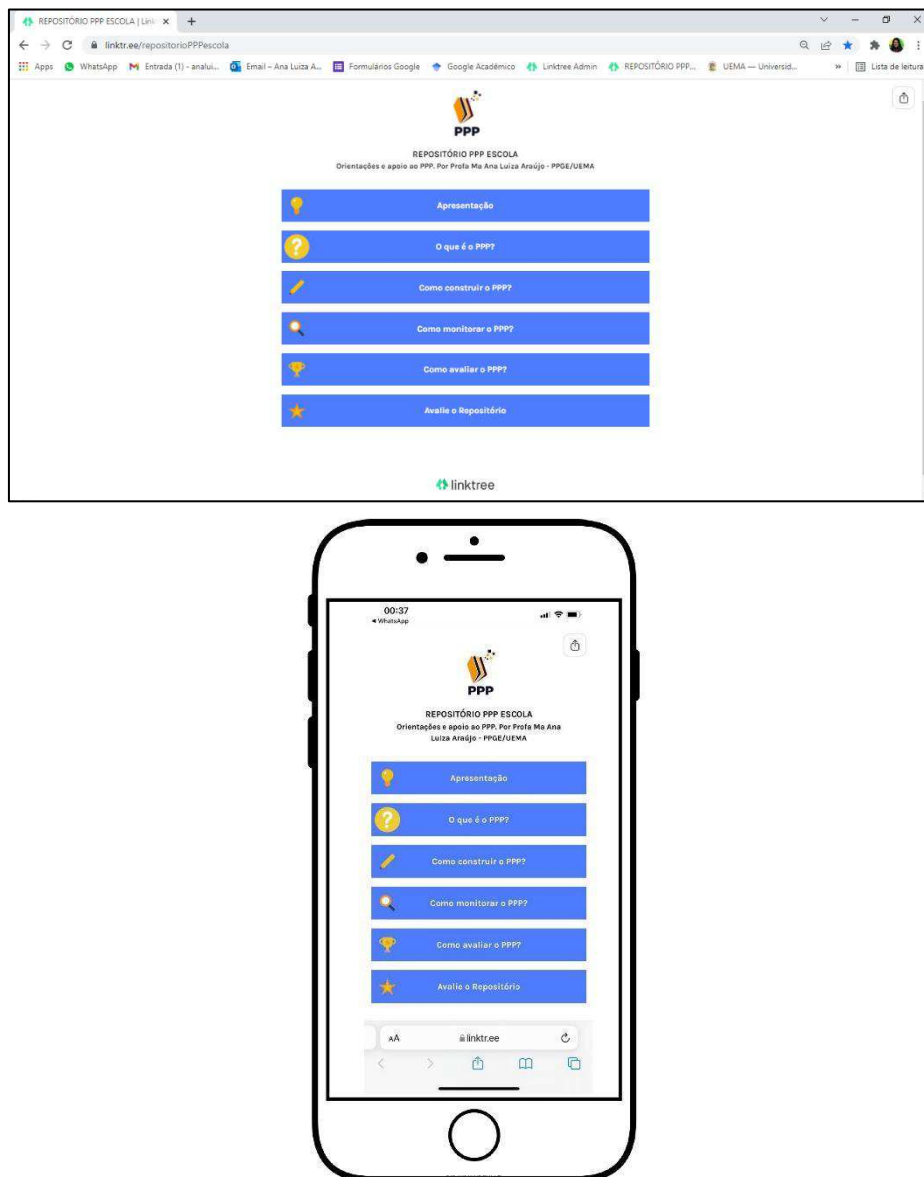 REPOSITÓRIO PPP ESCOLA | Link
linktr.ee/repositorioPPPescola
Apps WhatsApp Entrada (1) - analui... Email – Ana Luiza A... Formulários Google Google Acadêmico Linktree Admin REPOSITÓRIO PPP... UEMA — Universid... » Lista de leitura
PPP
REPOSITÓRIO PPP ESCOLA
Orientações e apoio ao PPP. Por Profa Ma Ana Luiza Araújo - PPGE/UEMA
Apresentação
O que é o PPP?
Como construir o PPP?
Como monitorar o PPP?
Como avaliar o PPP?
Avalie o Repositório
linktree
00:37
WhatsApp
PPP
REPOSITÓRIO PPP ESCOLA
Orientações e apoio ao PPP. Por Profa Ma Ana
Luiza Araújo - PPGE/UEMA
Apresentação
O que é o PPP?
Como construir o PPP?
Como monitorar o PPP?
Como avaliar o PPP?
Avalie o Repositório
AA linktr.ee